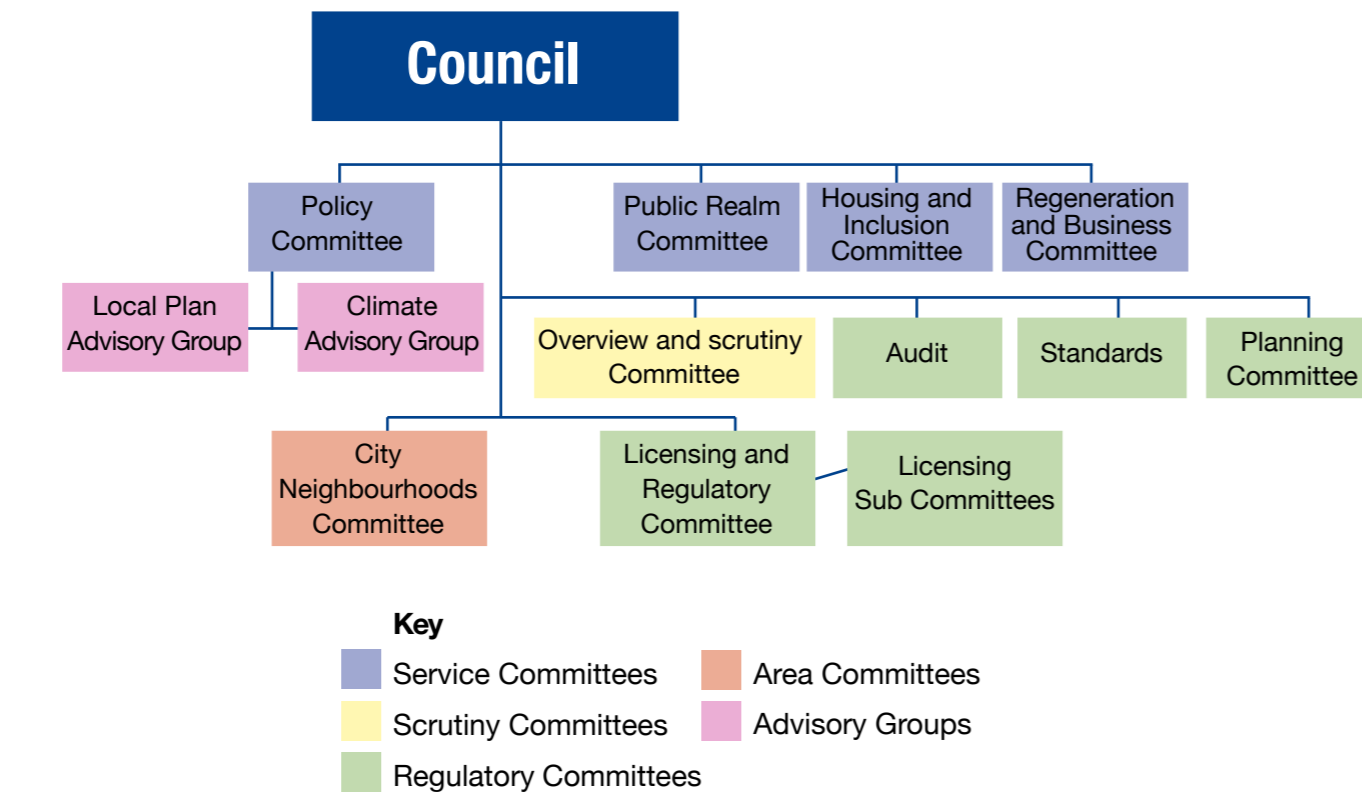 Council
Policy
Committee
Public Realm
Committee
Housing and
Inclusion
Committee
Regeneration
and Business
Committee
Local Plan
Advisory Group
Climate
Advisory Group
Overview and scrutiny
Committee
Audit
Standards
Planning
Committee
City
Neighbourhoods
Committee
Licensing and
Regulatory
Committee
Licensing
Sub Committees
Key
Service Committees
Area Committees
Scrutiny Committees
Advisory Groups
Regulatory Committees